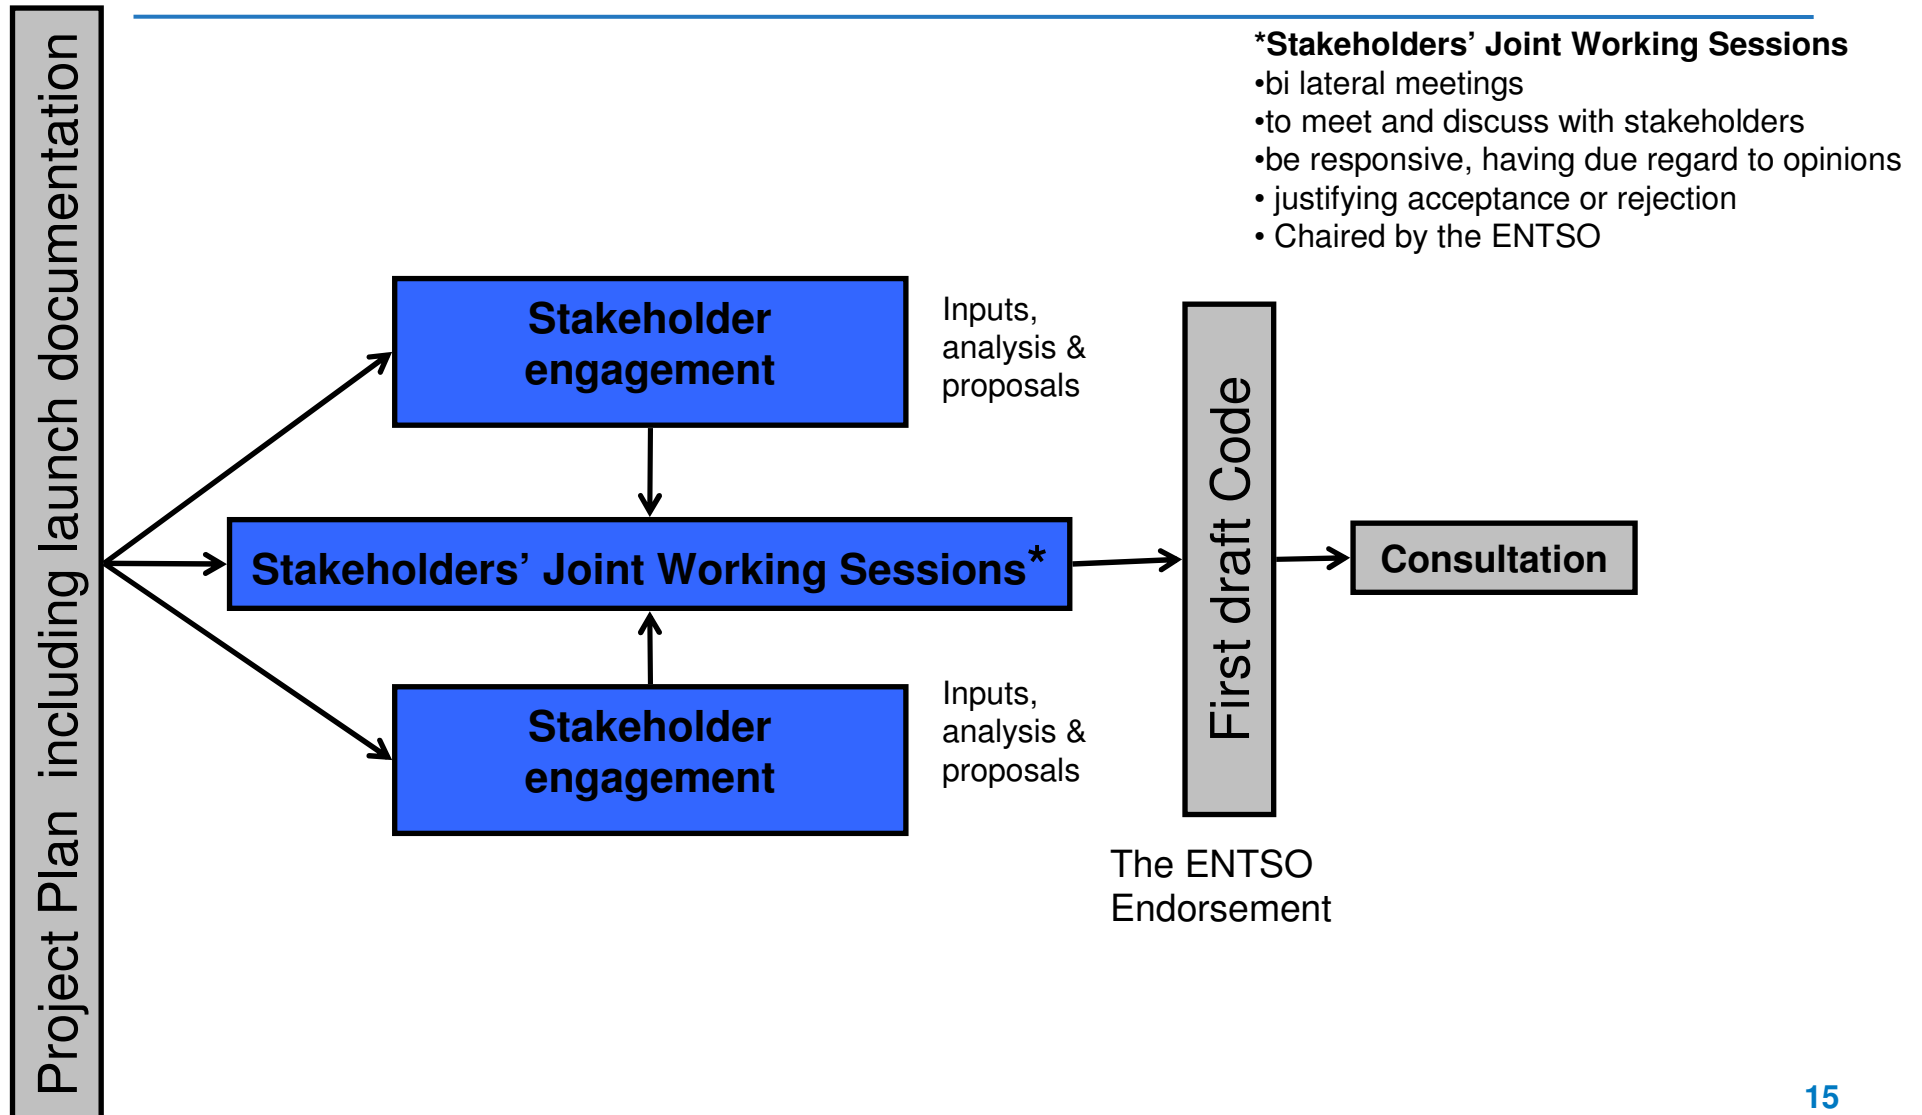 Project Plan including launch documentation
*Stakeholders’ Joint Working Sessions
•bi lateral meetings
•to meet and discuss with stakeholders
•be responsive, having due regard to opinions
• justifying acceptance or rejection
• Chaired by the ENTSO
Stakeholder
engagement
Inputs,
analysis &
proposals
Stakeholders’ Joint Working Sessions*
Stakeholder
engagement
Inputs,
analysis &
proposals
First draft Code
The ENTSO
Endorsement
Consultation
15